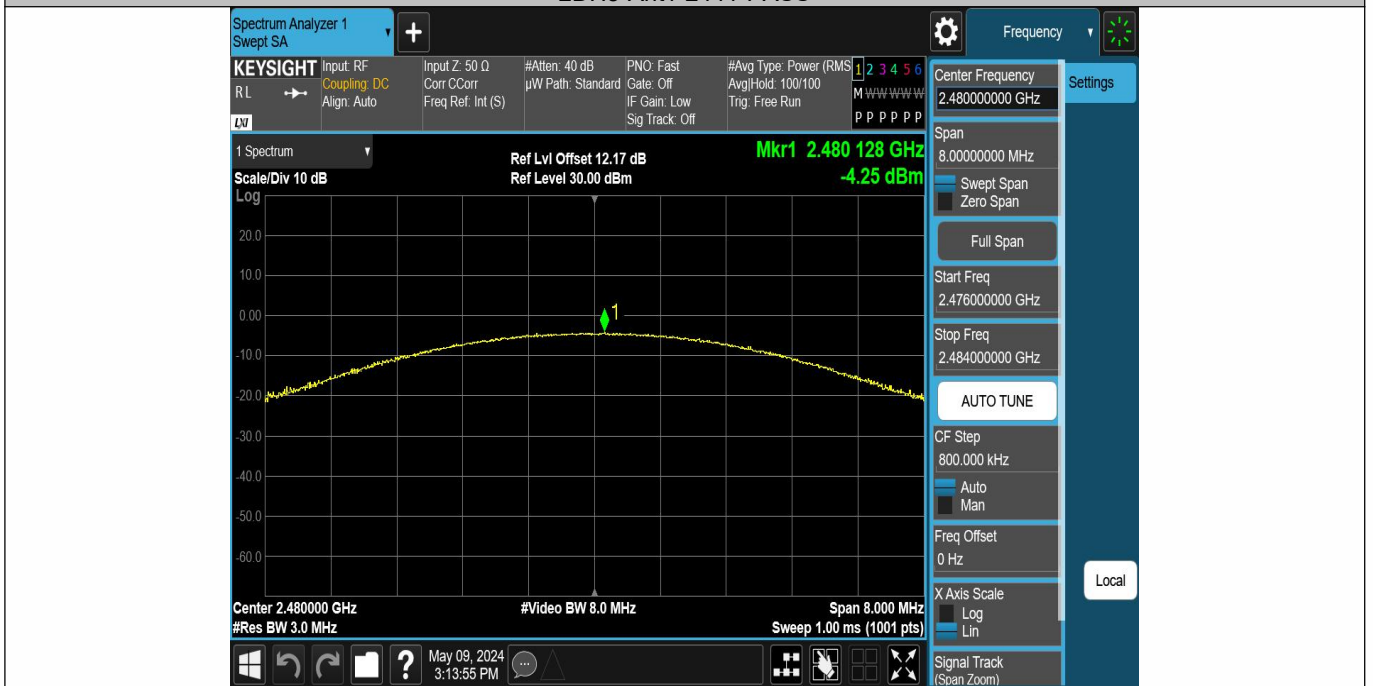 Spectrum Analyzer 1
Swept SA
+
Frequency
KEYSIGHT
RL
LXI
Input: RF
Coupling: DC
Align: Auto
Input Z: 50 Ω
Corr CCorr
Freq Ref: Int (S)
#Atten: 40 dB
µW Path: Standard
PNO: Fast
Gate: Off
IF Gain: Low
Sig Track: Off
#Avg Type: Power (RMS
Avg|Hold: 100/100
Trig: Free Run
1 2 3 4 5 6
M W W W W W
P P P P P P
1 Spectrum
Scale/Div 10 dB
Ref Lvl Offset 12.17 dB
Ref Level 30.00 dBm
Mkr1 2.480 128 GHz
-4.25 dBm
Log
20.0
10.0
0.00
-10.0
-20.0
-30.0
-40.0
-50.0
-60.0
1
Center 2.480000 GHz
#Res BW 3.0 MHz
#Video BW 8.0 MHz
Span 8.000 MHz
Sweep 1.00 ms (1001 pts)
?
May 09, 2024
3:13:55 PM
Center Frequency
2.480000000 GHz
Settings
Span
8.00000000 MHz
Swept Span
Zero Span
Full Span
Start Freq
2.476000000 GHz
Stop Freq
2.484000000 GHz
AUTO TUNE
CF Step
800.000 kHz
Auto
Man
Freq Offset
0 Hz
Local
X Axis Scale
Log
Lin
Signal Track
(Span Zoom)